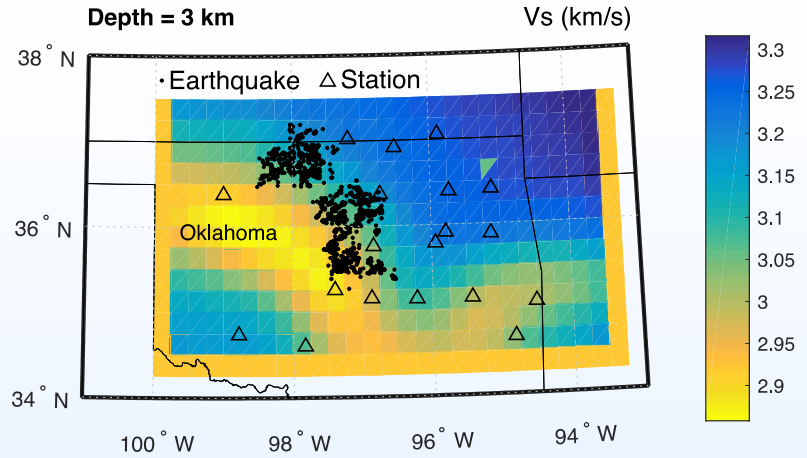 Depth = 3 km
Vs (km/s)
38° N
Earthquake
Station
36° N
Oklahoma
34° N
100° W
98° W
96° W
94° W
3.3
3.25
3.2
3.15
3.1
3.05
3
2.95
2.9